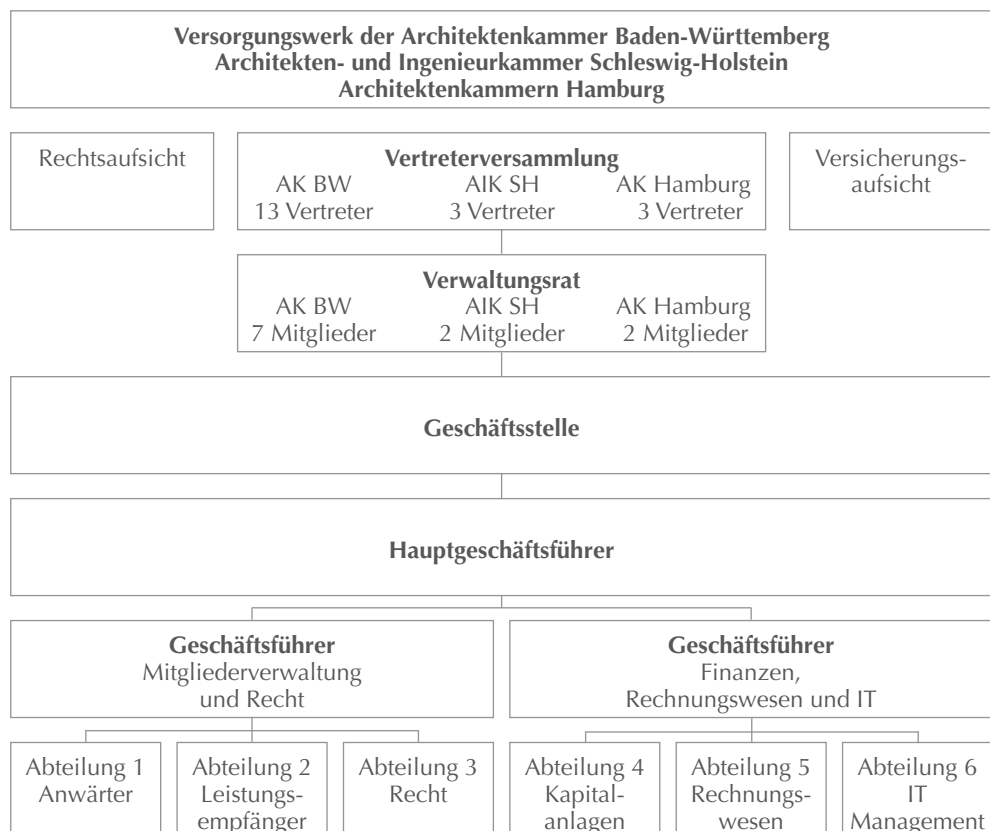 Versorgungswerk der Architektenkammer Baden-Württemberg
Architekten- und Ingenieurkammer Schleswig-Holstein
Architektenkammern Hamburg
Rechtsaufsicht
Vertreterversammlung
AK BW AIK SH AK Hamburg
13 Vertreter 3 Vertreter 3 Vertreter
Versicherungs-
aufsicht
Verwaltungsrat
AK BW AIK SH AK Hamburg
7 Mitglieder 2 Mitglieder 2 Mitglieder
Geschäftsstelle
Hauptgeschäftsführer
Geschäftsführer
Mitgliederverwaltung
und Recht
Geschäftsführer
Finanzen,
Rechnungswesen und IT
Abteilung 1
Anwärter
Abteilung 2
Leistungs-
empfänger
Abteilung 3
Recht
Abteilung 4
Kapital-
anlagen
Abteilung 5
Rechnungs-
wesen
Abteilung 6
IT
Management